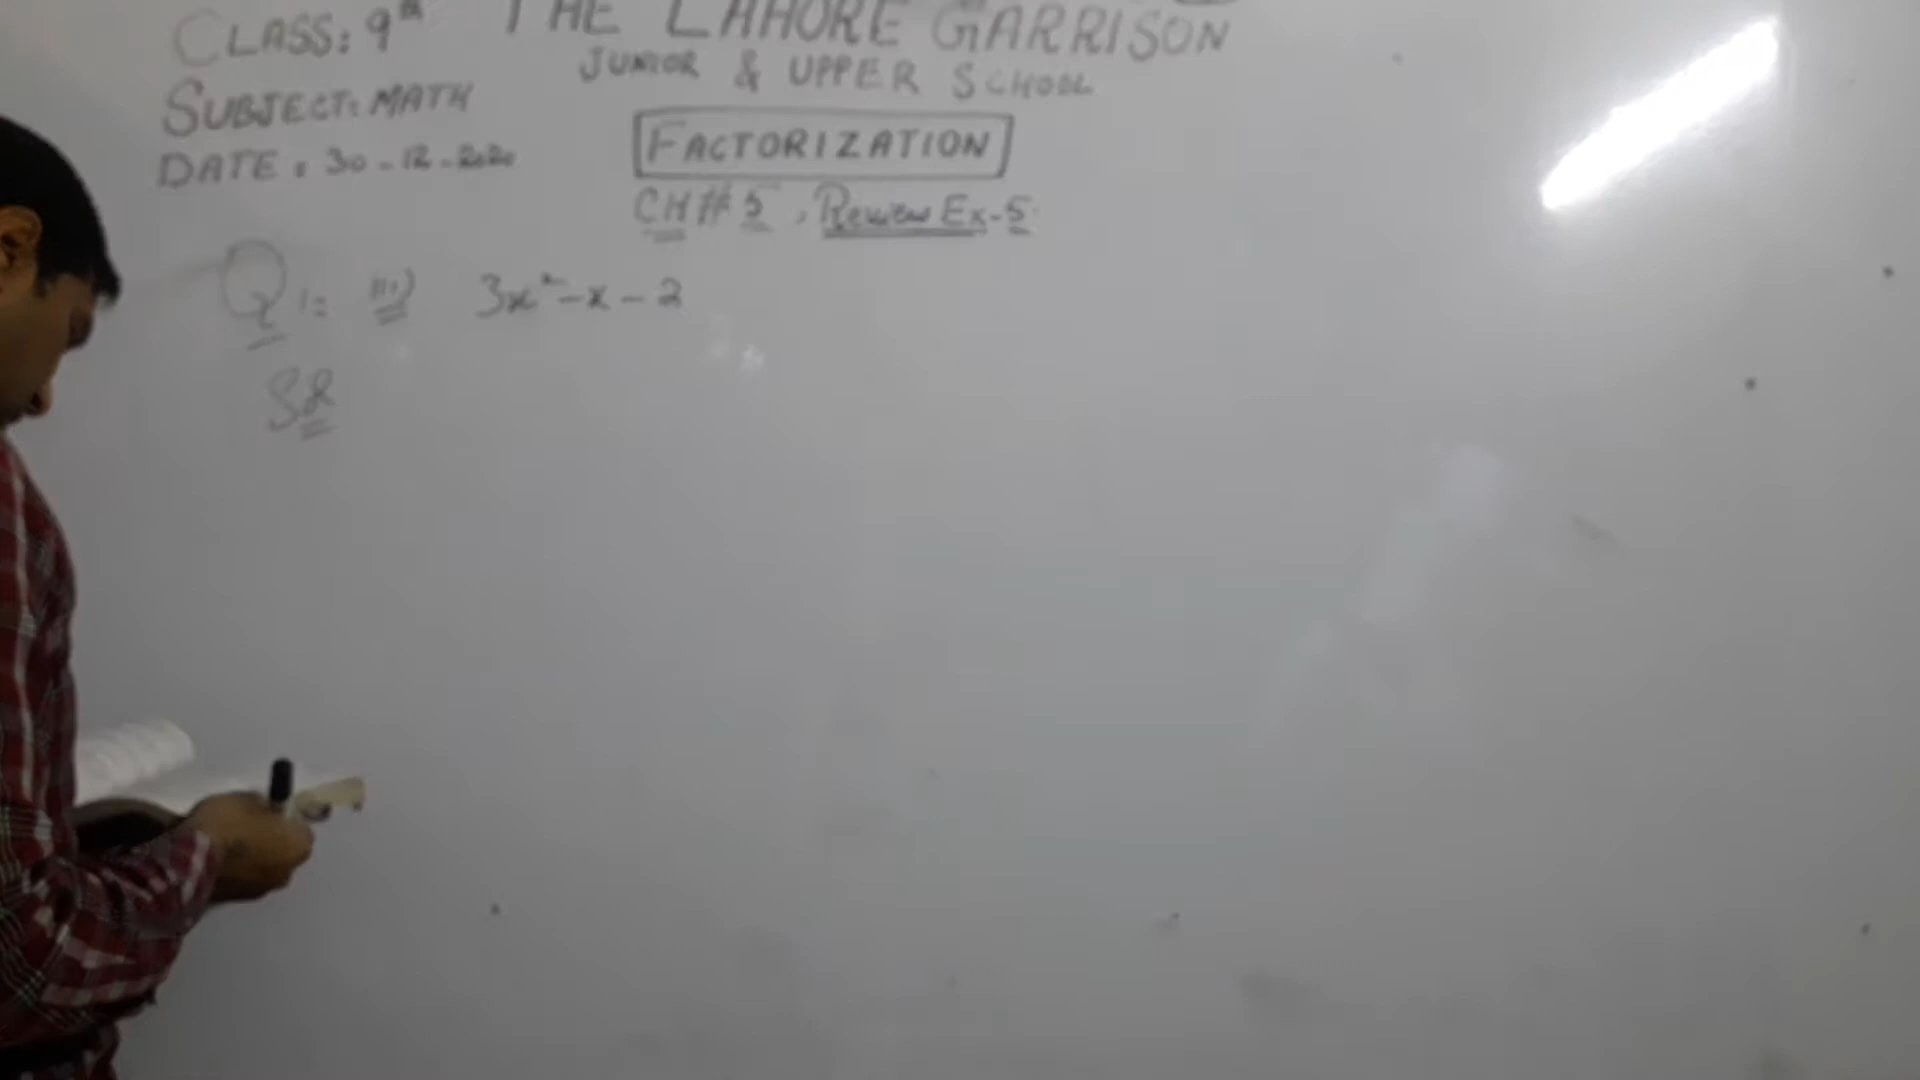 CLASS: 9th THE LAHORE GARRISON
JUNIOR & UPPER SCHOOL
SUBJECT: MATH
DATE: 30-12-2020
FACTORIZATION
CH # 5, Review Ex-5
Q1: iii) 3x²-x-2
Sol